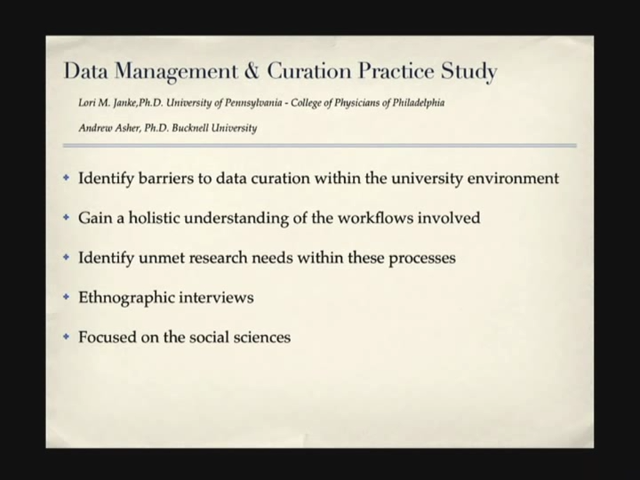 Data Management & Curation Practice Study
Lori M. Janke,Ph.D. University of Pennsylvania - College of Physicians of Philadelphia
Andrew Asher, Ph.D. Bucknell University
Identify barriers to data curation within the university environment
Gain a holistic understanding of the workflows involved
Identify unmet research needs within these processes
Ethnographic interviews
Focused on the social sciences